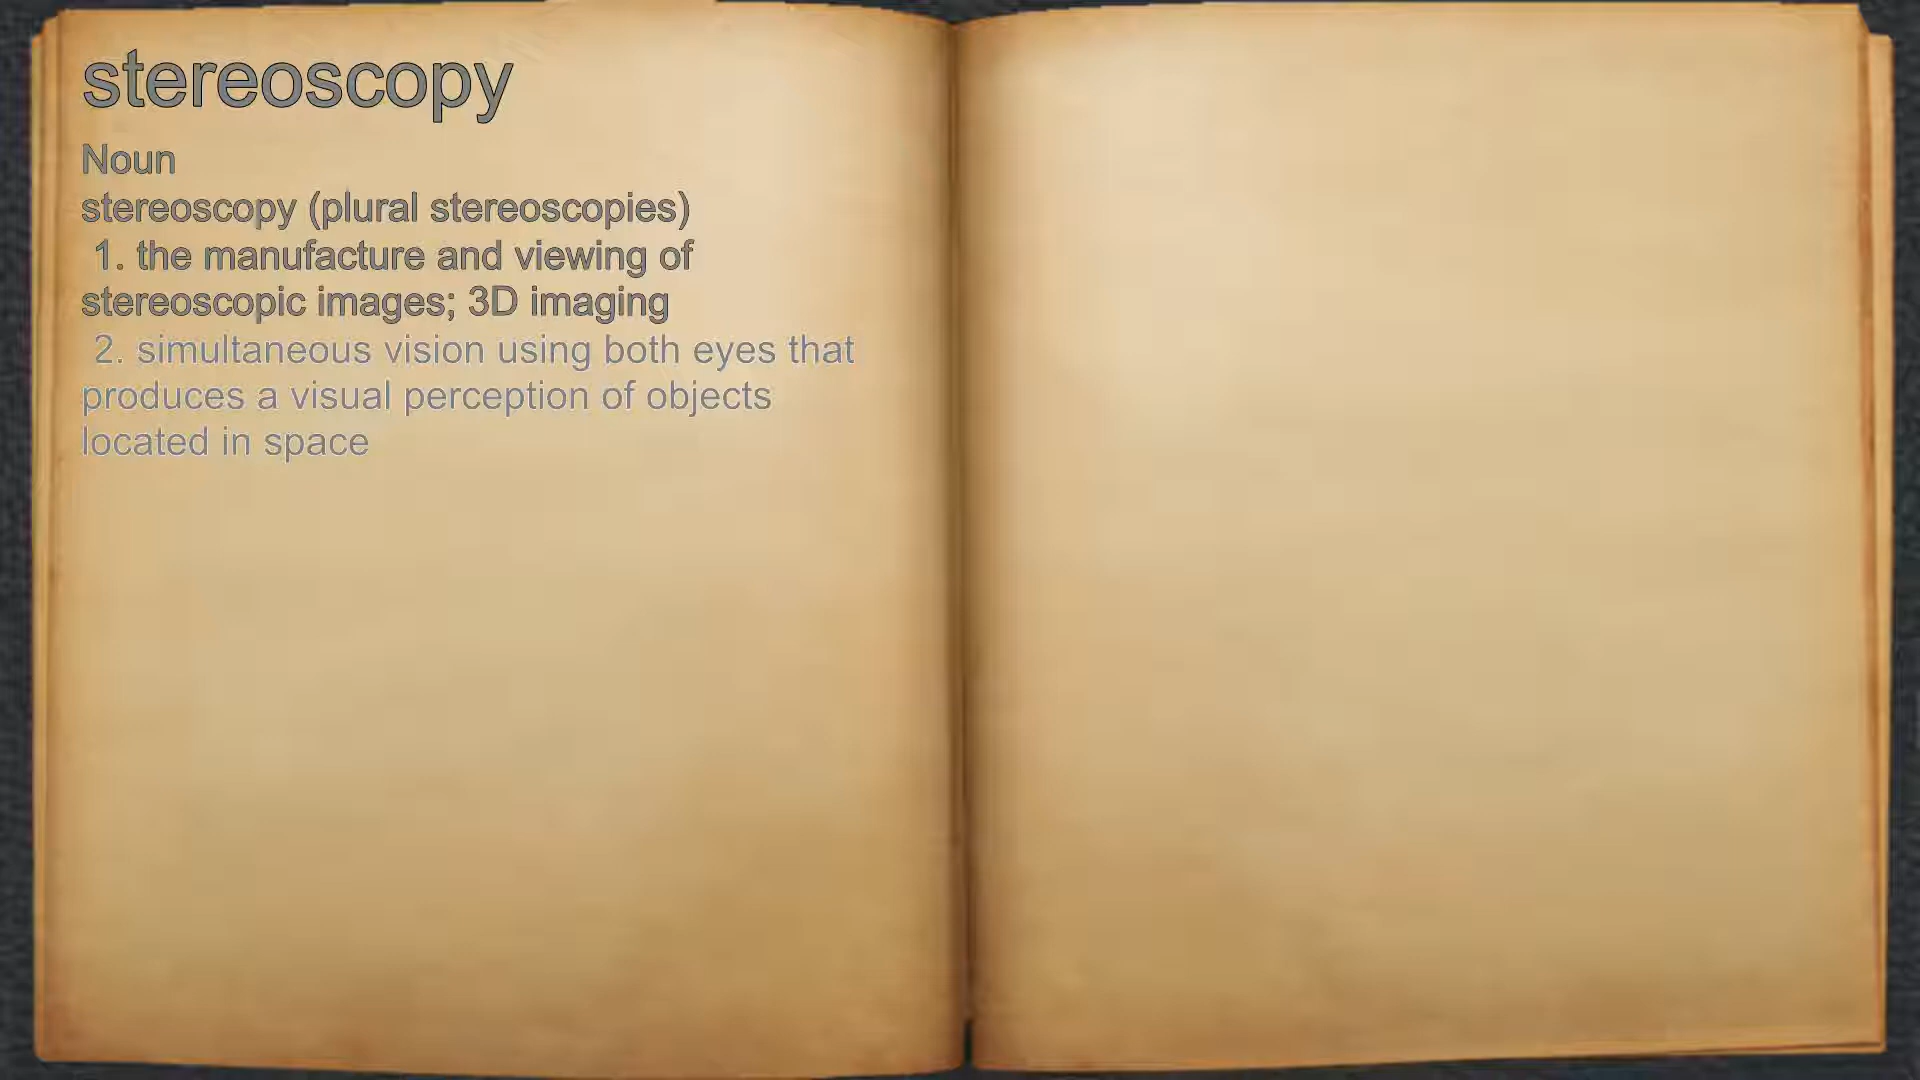 stereoscopy
Noun
stereoscopy (plural stereoscopies)
1. the manufacture and viewing of
stereoscopic images; 3D imaging
2. simultaneous vision using both eyes that
produces a visual perception of objects
located in space